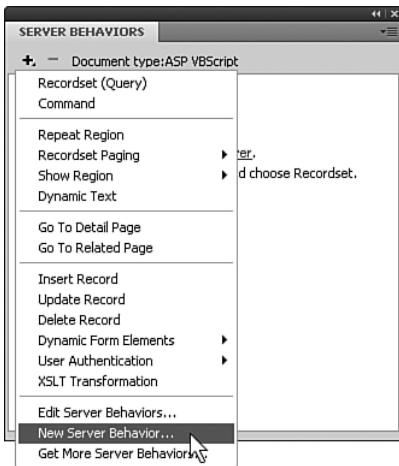 SERVER BEHAVIORS
Document type:ASP VBScript
Recordset (Query)
Command
Repeat Region
Recordset Paging
er.
Show Region
d choose Recordset.
Dynamic Text
Go To Detail Page
Go To Related Page
Insert Record
Update Record
Delete Record
Dynamic Form Elements
User Authentication
XSLT Transformation
Edit Server Behaviors...
New Server Behavior...
Get More Server Behaviors